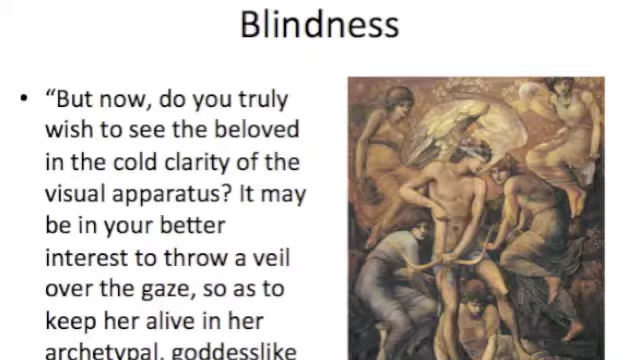 Blindness
• “But now, do you truly
wish to see the beloved
in the cold clarity of the
visual apparatus? It may
be in your better
interest to throw a veil
over the gaze, so as to
keep her alive in her
archetypal, goddesslike